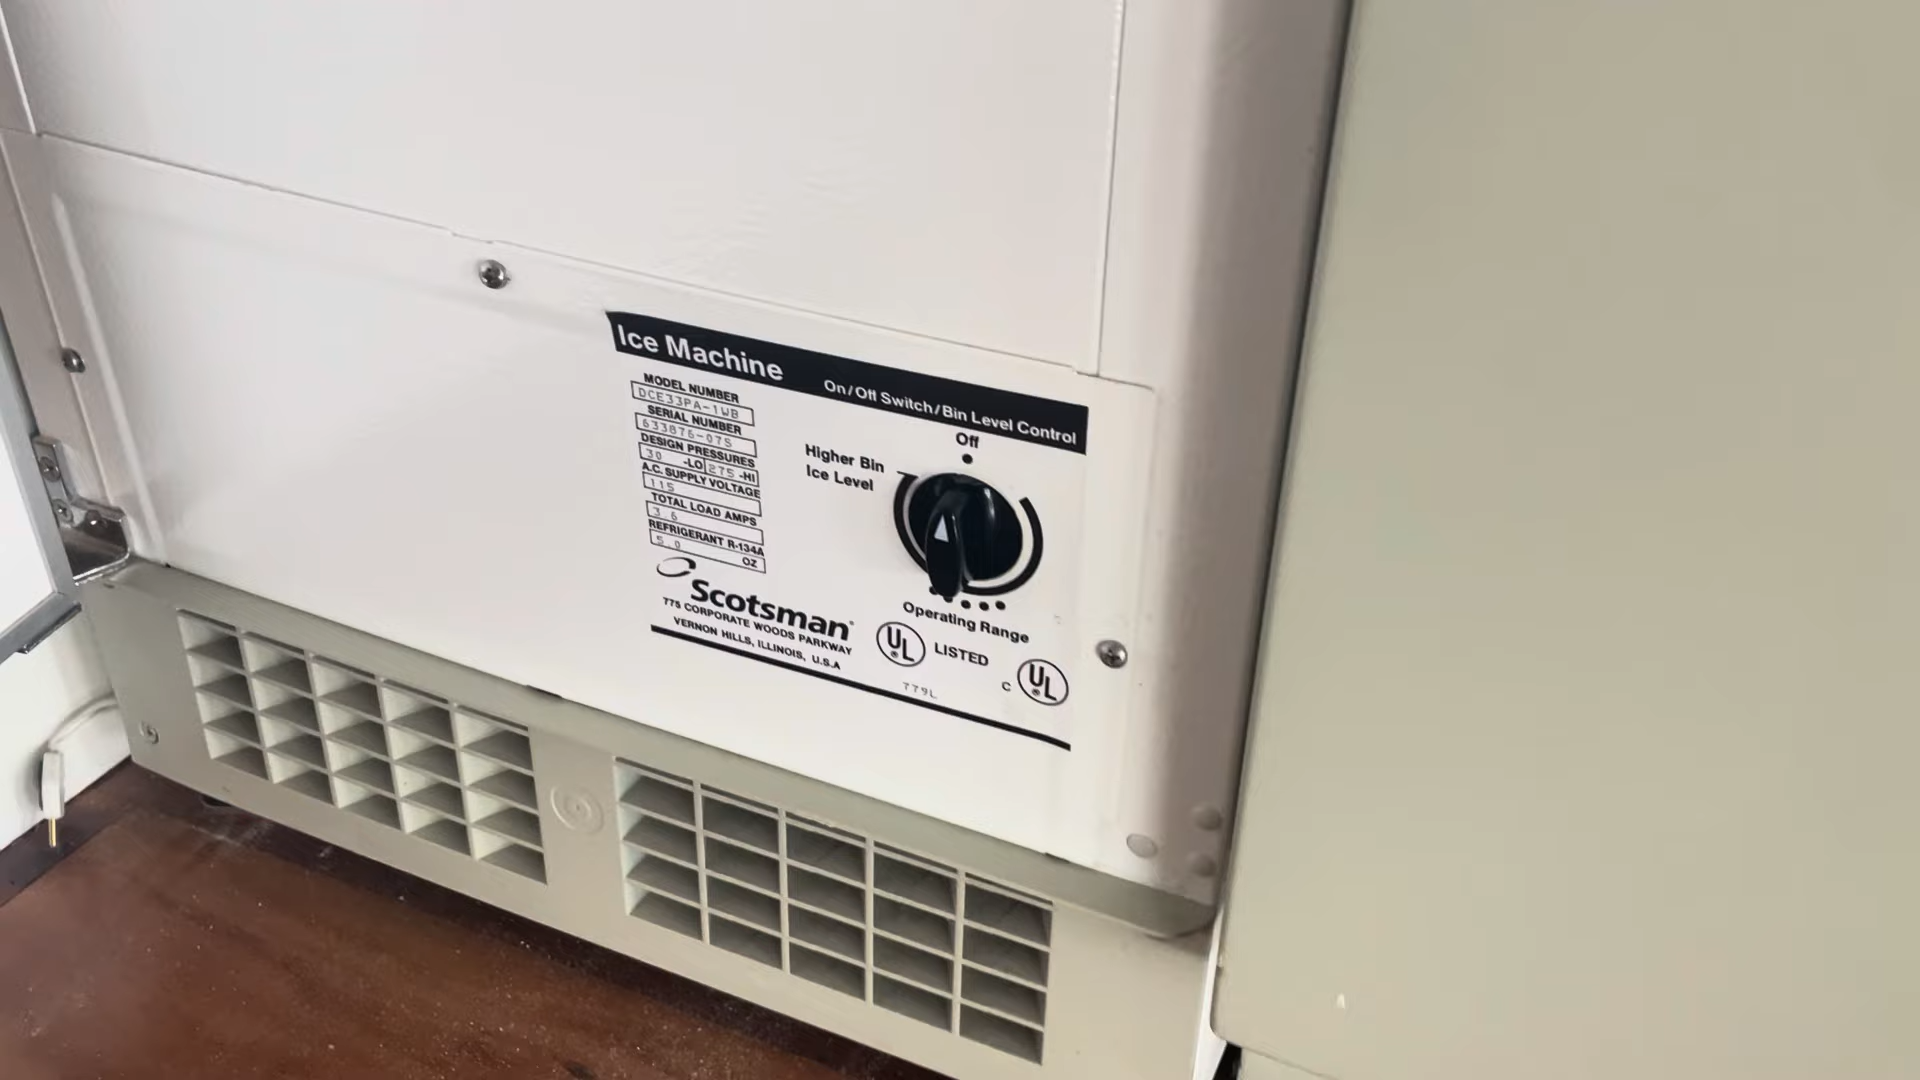 Ice Machine
On/Off Switch/Bin Level Control
MODEL NUMBER
DCE33PA-1WB
SERIAL NUMBER
633876-07S
DESIGN PRESSURES
30 -LO 275 -HI
A.C. SUPPLY VOLTAGE
115
TOTAL LOAD AMPS
3.6
REFRIGERANT R-134A
5.0 OZ
Off
Higher Bin
Ice Level
Operating Range
Scotsman
775 CORPORATE WOODS PARKWAY
VERNON HILLS, ILLINOIS, U.S.A
UL LISTED
C UL
779L